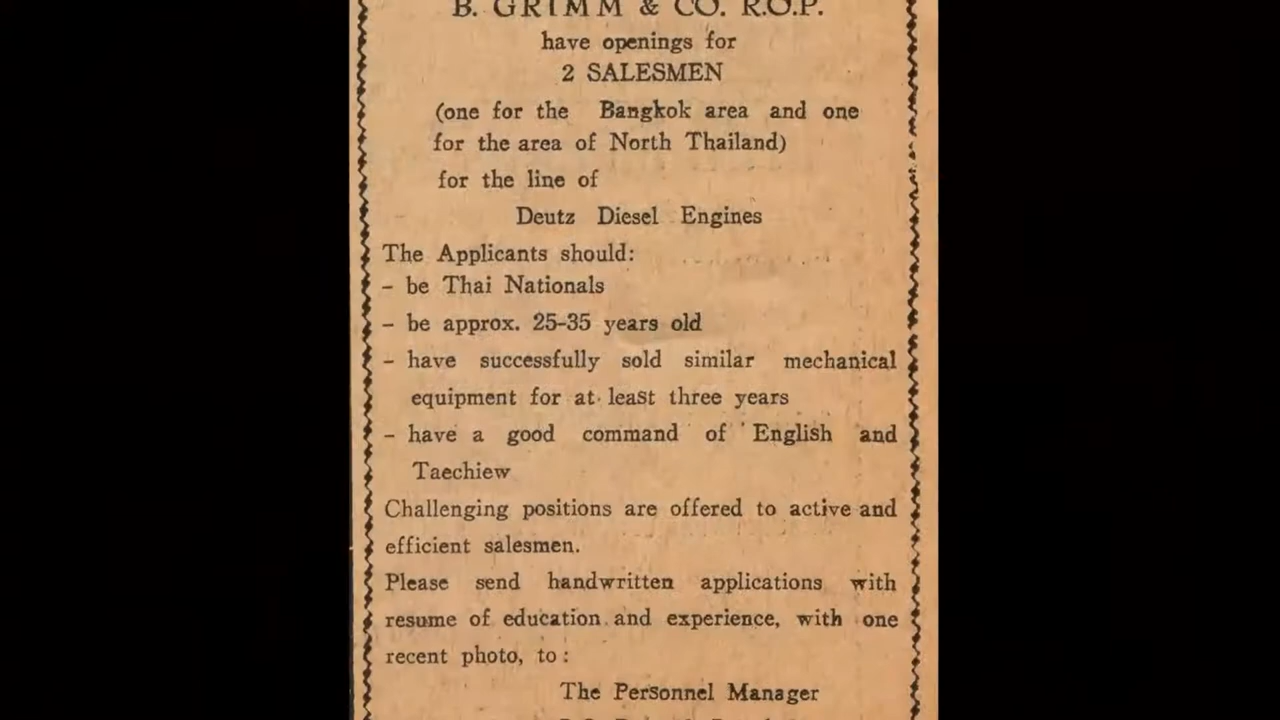 B. GRIMM & CO. R.O.P.
have openings for
2 SALESMEN
(one for the Bangkok area and one
for the area of North Thailand)
for the line of
Deutz Diesel Engines
The Applicants should:
- be Thai Nationals
- be approx. 25-35 years old
- have successfully sold similar mechanical
equipment for at least three years
- have a good command of English and
Taechiew
Challenging positions are offered to active and
efficient salesmen.
Please send handwritten applications with
resume of education and experience, with one
recent photo, to :
The Personnel Manager